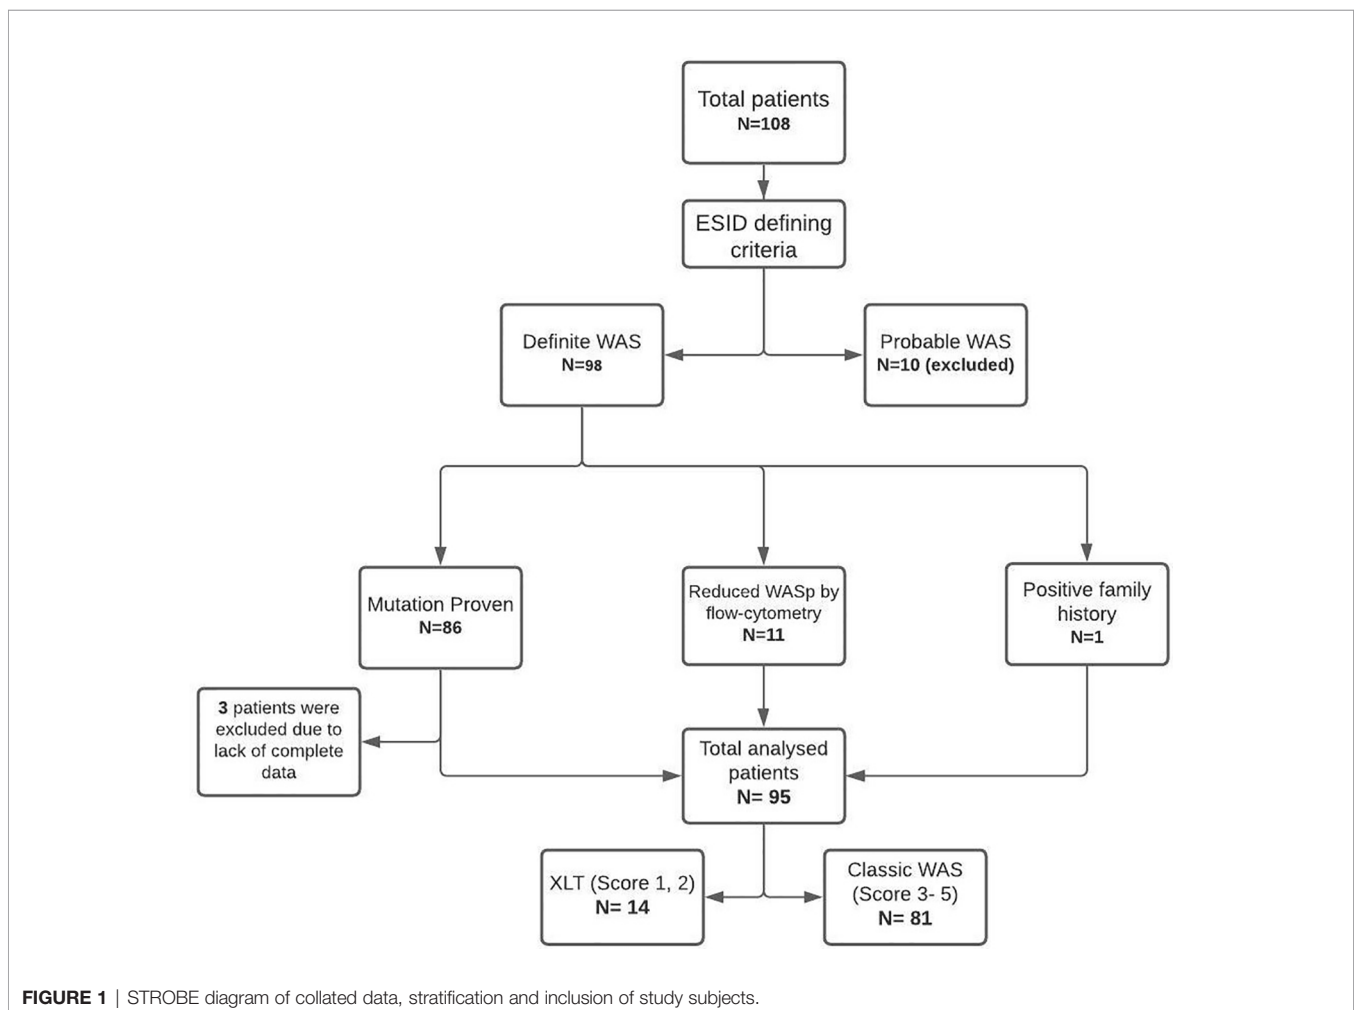 Total patients
N=108
ESID defining
criteria
Definite WAS
N=98
Probable WAS
N=10 (excluded)
Mutation Proven
N=86
Reduced WASp by
flow-cytometry
N=11
Positive family
history
N=1
3 patients were
excluded due to
lack of complete
data
Total analysed
patients
N= 95
XLT (Score 1, 2)
N= 14
Classic WAS
(Score 3- 5)
N= 81
FIGURE 1 | STROBE diagram of collated data, stratification and inclusion of study subjects.